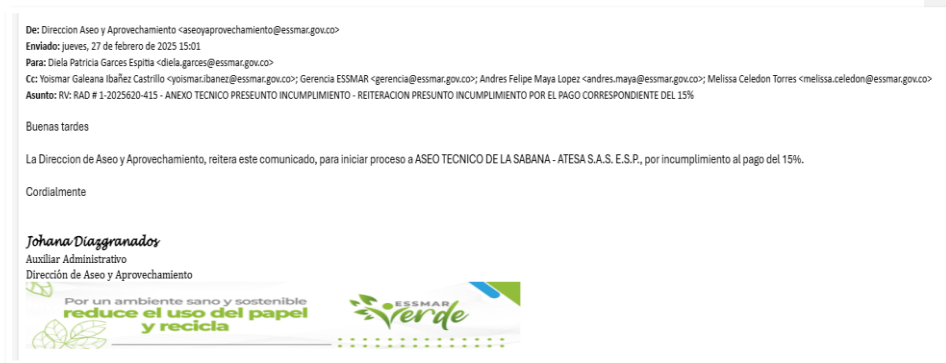 De: Direccion Aseo y Aprovechamiento <aseoyaprovechamiento@essmar.gov.co>
Enviado: jueves, 27 de febrero de 2025 15:01
Para: Diela Patricia Garces Espitia <diela.garces@essmar.gov.co>
Cc: Yoismar Galeana Ibañez Castrillo <yoismar.ibanez@essmar.gov.co>; Gerencia ESSMAR <gerencia@essmar.gov.co>; Andres Felipe Maya Lopez <andres.maya@essmar.gov.co>; Melissa Celedon Torres <melissa.celedon@essmar.gov.co>
Asunto: RV: RAD # 1-2025620-415 - ANEXO TECNICO PRESEUNTO INCUMPLIMIENTO - REITERACION PRESUNTO INCUMPLIMIENTO POR EL PAGO CORRESPONDIENTE DEL 15%
Buenas tardes
La Direccion de Aseo y Aprovechamiento, reitera este comunicado, para iniciar proceso a ASEO TECNICO DE LA SABANA - ATESA S.A.S. E.S.P., por incumplimiento al pago del 15%.
Cordialmente
Johana Diazgranados
Auxiliar Administrativo
Dirección de Aseo y Aprovechamiento
Por un ambiente sano y sostenible
reduce el uso del papel
y recicla
ESSMAR
Verde